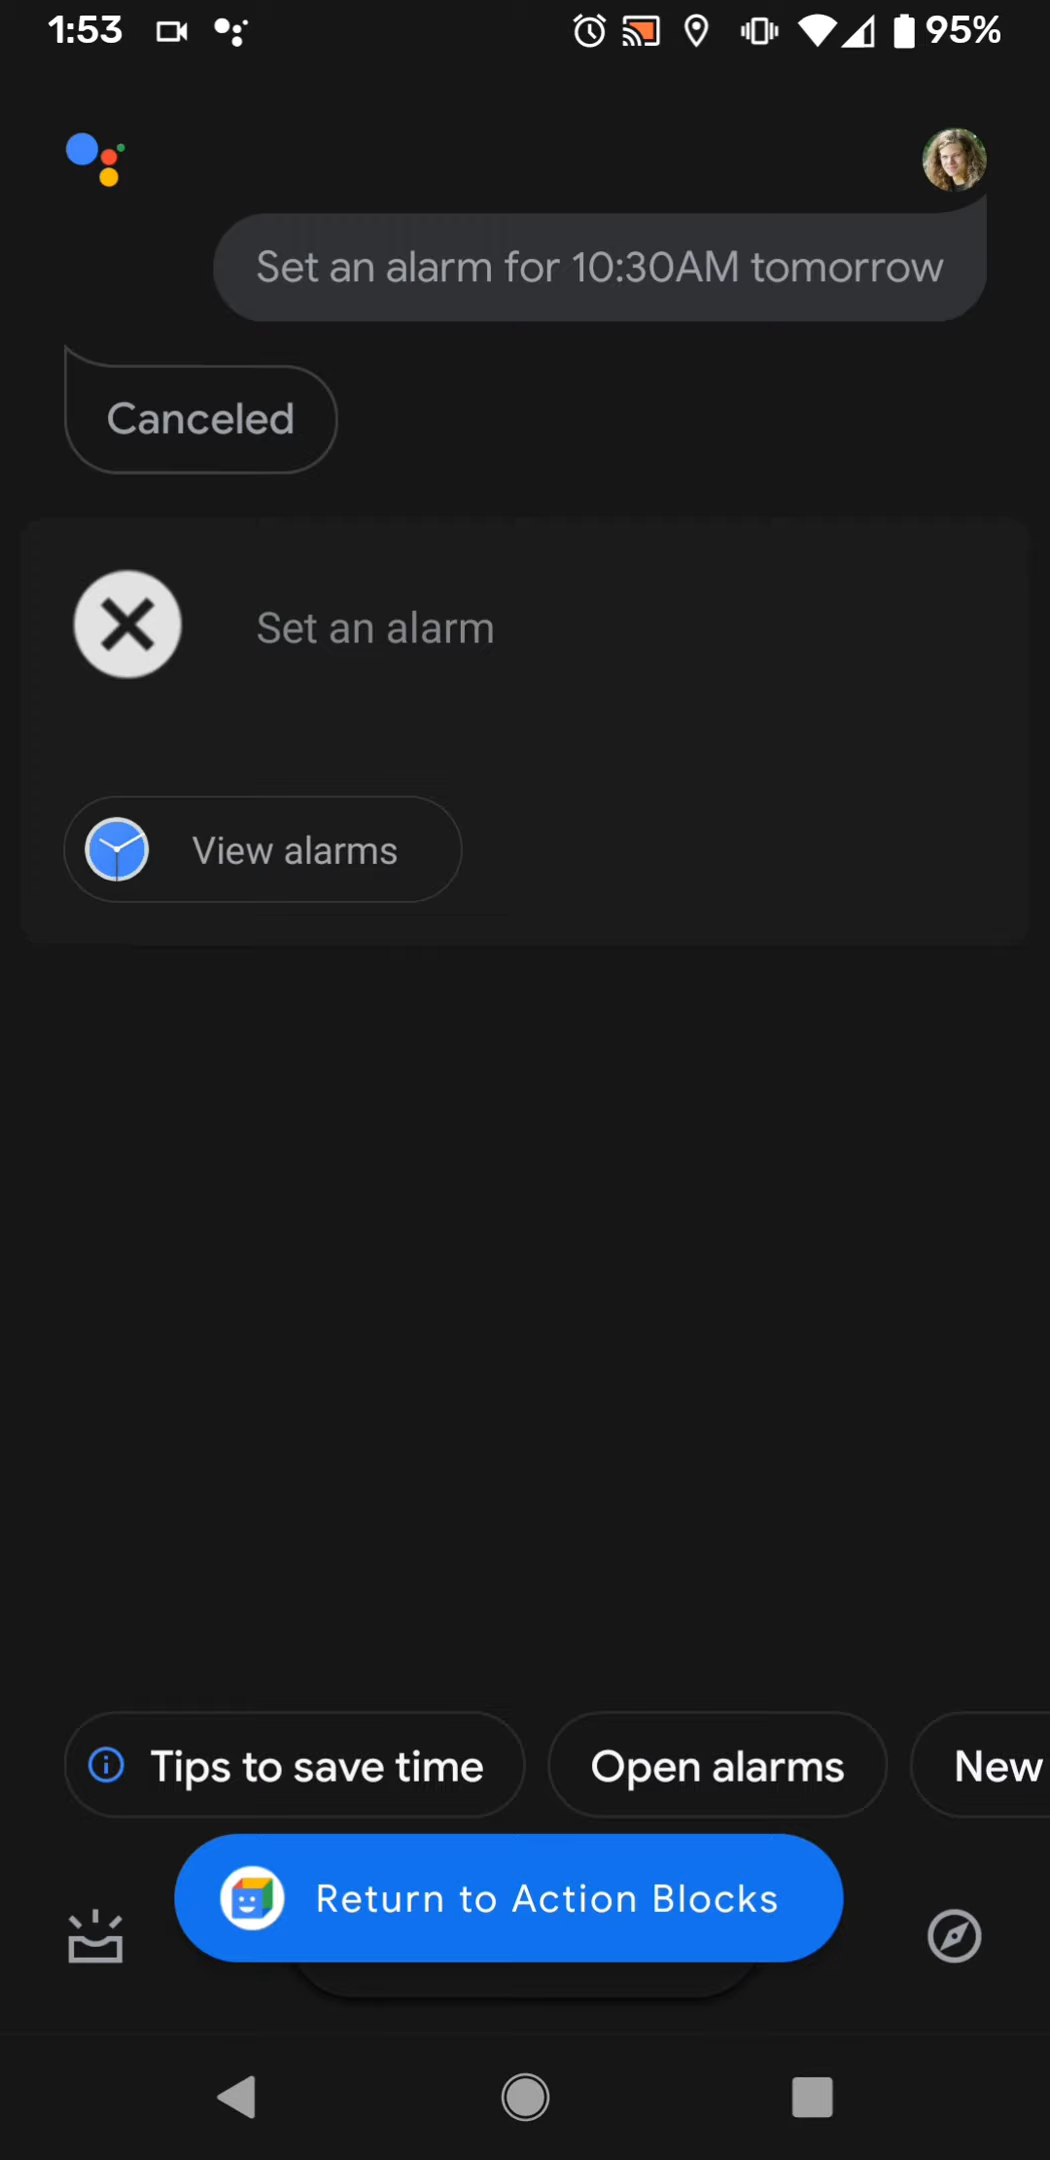 1:53
95%
Set an alarm for 10:30AM tomorrow
Canceled
Set an alarm
View alarms
Tips to save time
Open alarms
New
Return to Action Blocks